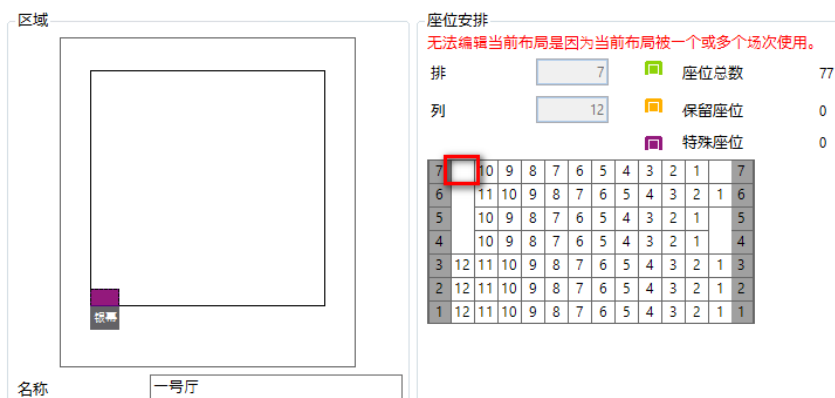 区域
银幕
名称
一号厅
座位安排
无法编辑当前布局是因为当前布局被一个或多个场次使用。
排 7 座位总数 77
列 12 保留座位 0
特殊座位 0
7 10 9 8 7 6 5 4 3 2 1 7
6 11 10 9 8 7 6 5 4 3 2 1 6
5 10 9 8 7 6 5 4 3 2 1 5
4 10 9 8 7 6 5 4 3 2 1 4
3 12 11 10 9 8 7 6 5 4 3 2 1 3
2 12 11 10 9 8 7 6 5 4 3 2 1 2
1 12 11 10 9 8 7 6 5 4 3 2 1 1